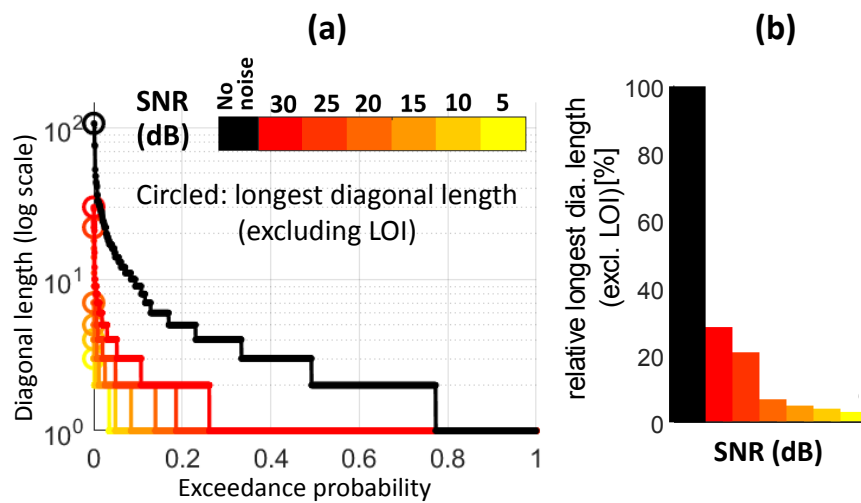 (a)
SNR (dB)
No noise
30 25 20 15 10 5
Circled: longest diagonal length
(excluding LOI)
Diagonal length (log scale)
10²
10¹
10⁰
0 0.2 0.4 0.6 0.8 1
Exceedance probability
(b)
relative longest dia. length
(excl. LOI)[%]
100
80
60
40
20
0
SNR (dB)